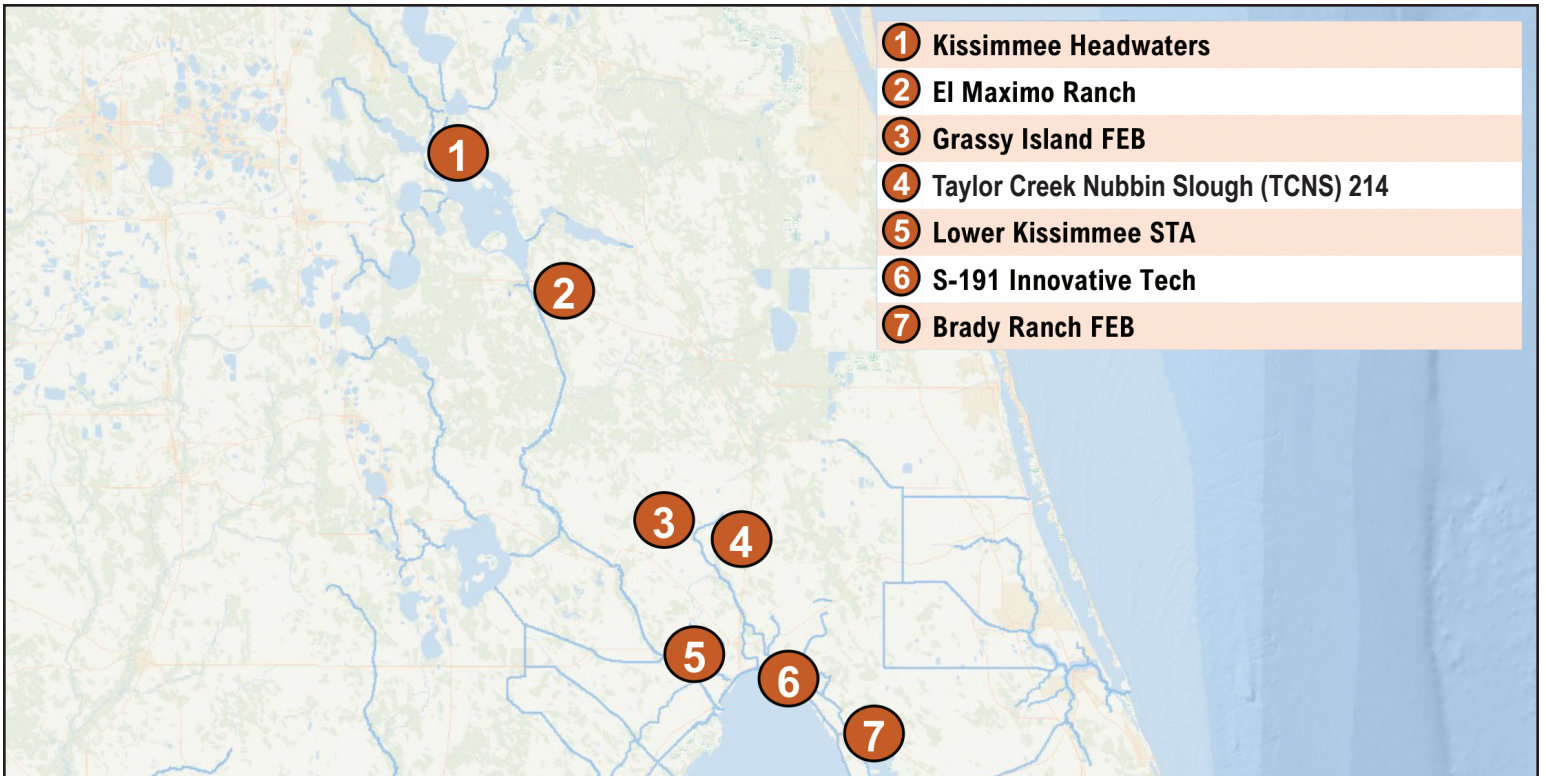 1 Kissimmee Headwaters
2 El Maximo Ranch
3 Grassy Island FEB
4 Taylor Creek Nubbin Slough (TCNS) 214
5 Lower Kissimmee STA
6 S-191 Innovative Tech
7 Brady Ranch FEB
1
2
3
4
5
6
7